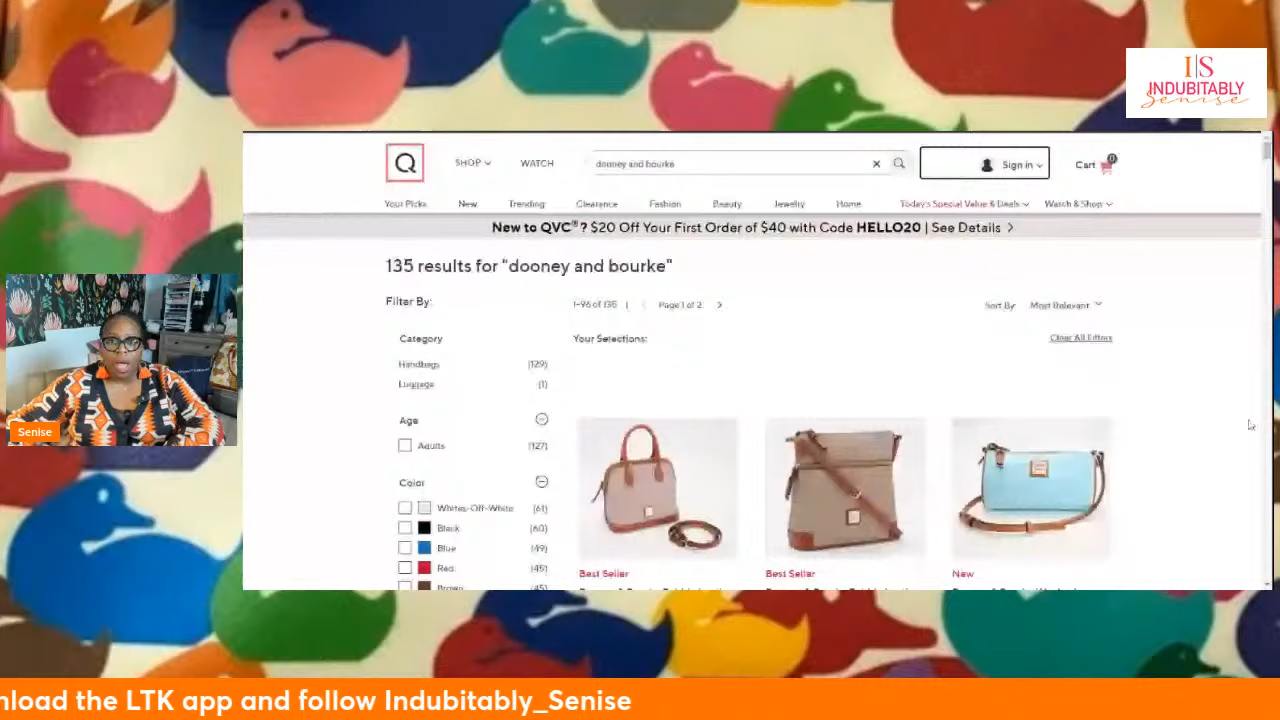 I|S
INDUBITABLY
Senise
Q
SHOP
WATCH
dooney and bourke
Sign in
Cart
0
Your Picks
New
Trending
Clearance
Fashion
Beauty
Jewelry
Home
Today's Special Value & Deals
Watch & Shop
New to QVC®? $20 Off Your First Order of $40 with Code HELLO20 | See Details
135 results for "dooney and bourke"
Filter By:
1-96 of 135 | Page 1 of 2
Sort By: Most Relevant
Category
Your Selections:
Clear All Filters
Handbags (129)
Luggage (1)
Age
Adults (127)
Color
Whites-Off-White (61)
Black (60)
Blue (49)
Red (45)
Brown (45)
Best Seller
Best Seller
New
Senise
nload the LTK app and follow Indubitably_Senise